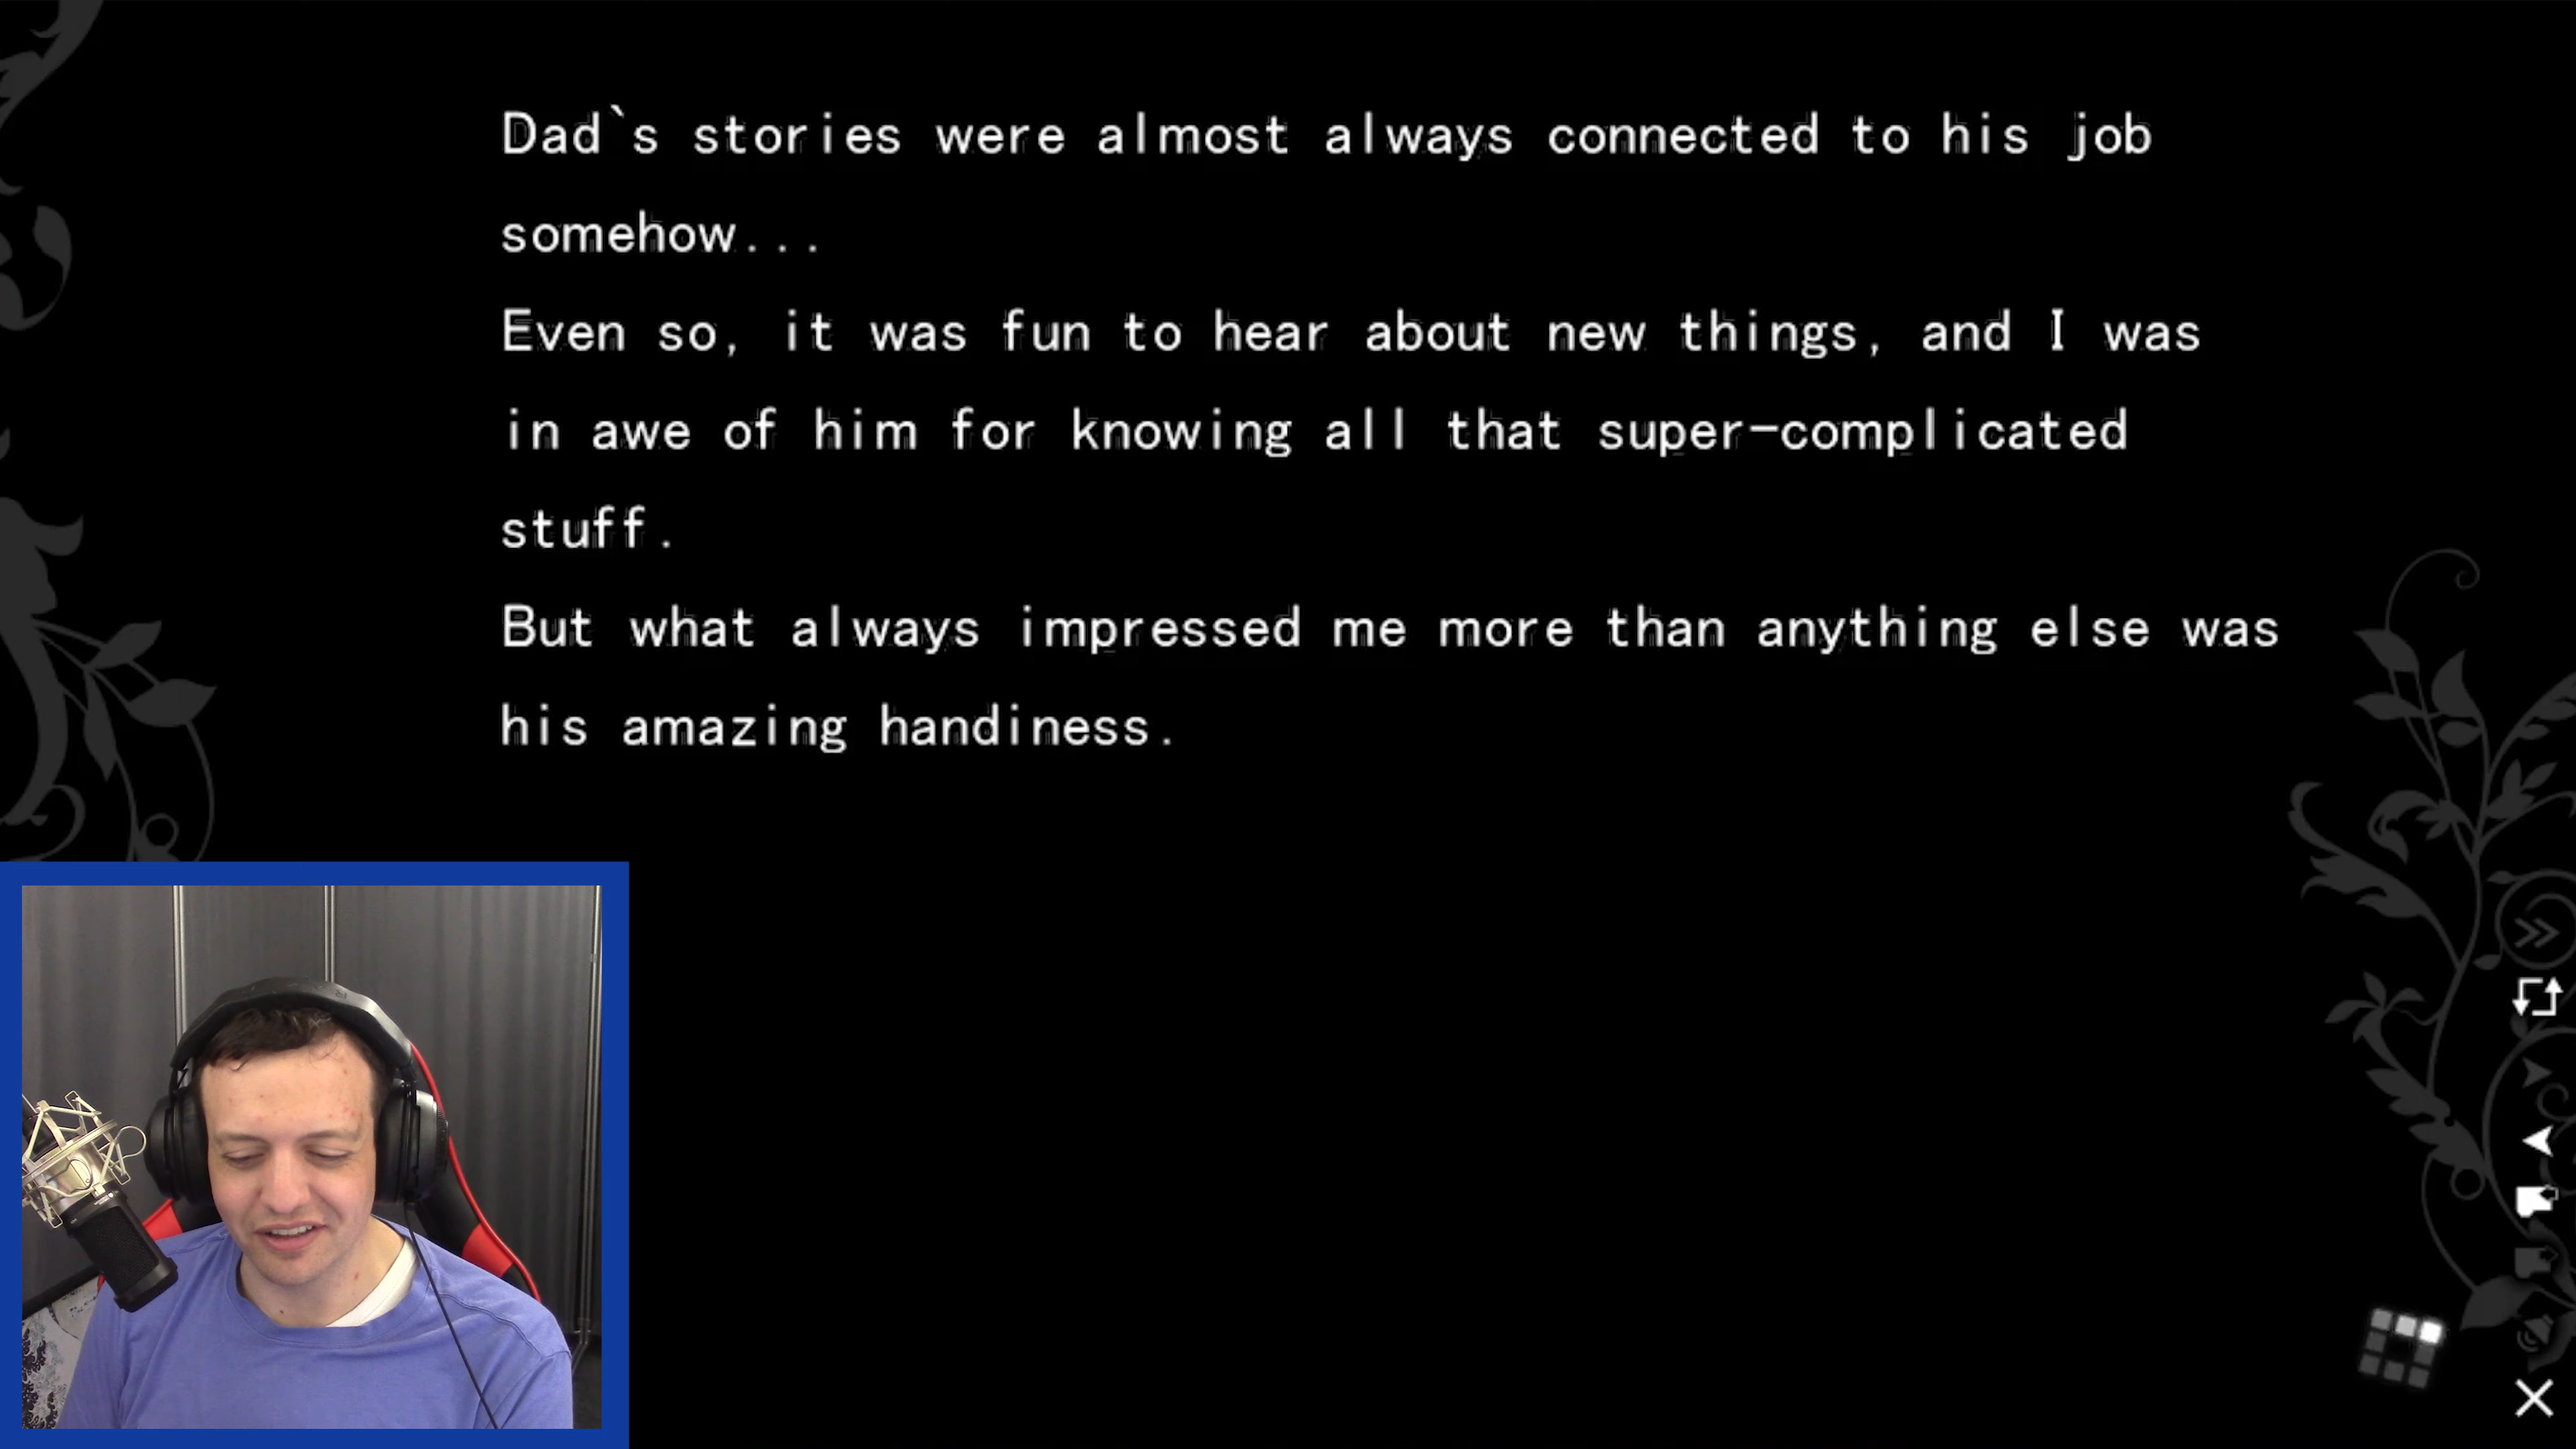 Dad`s stories were almost always connected to his job
somehow...
Even so, it was fun to hear about new things, and I was
in awe of him for knowing all that super-complicated
stuff.
But what always impressed me more than anything else was
his amazing handiness.